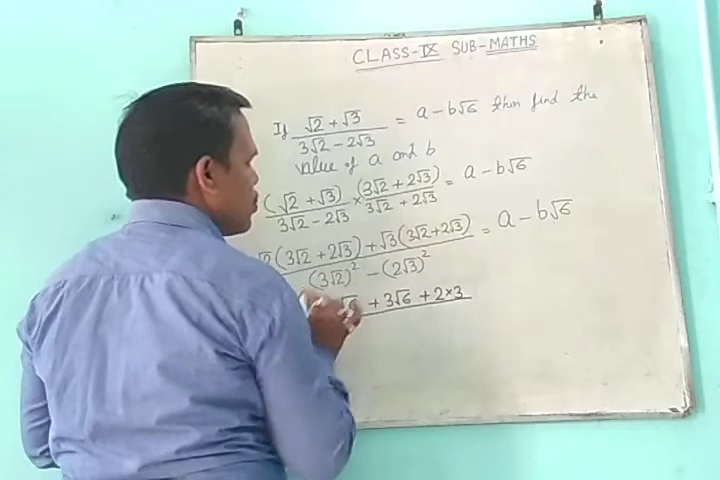 CLASS-IX SUB-MATHS
If (√2 + √3)/(3√2 - 2√3) = a - b√6 then find the
value of a and b
(√2 + √3)/(3√2 - 2√3) × (3√2 + 2√3)/(3√2 + 2√3) = a - b√6
√2(3√2 + 2√3) + √3(3√2 + 2√3)/(3√2)² - (2√3)² = a - b√6
√6 + 3√6 + 2×3